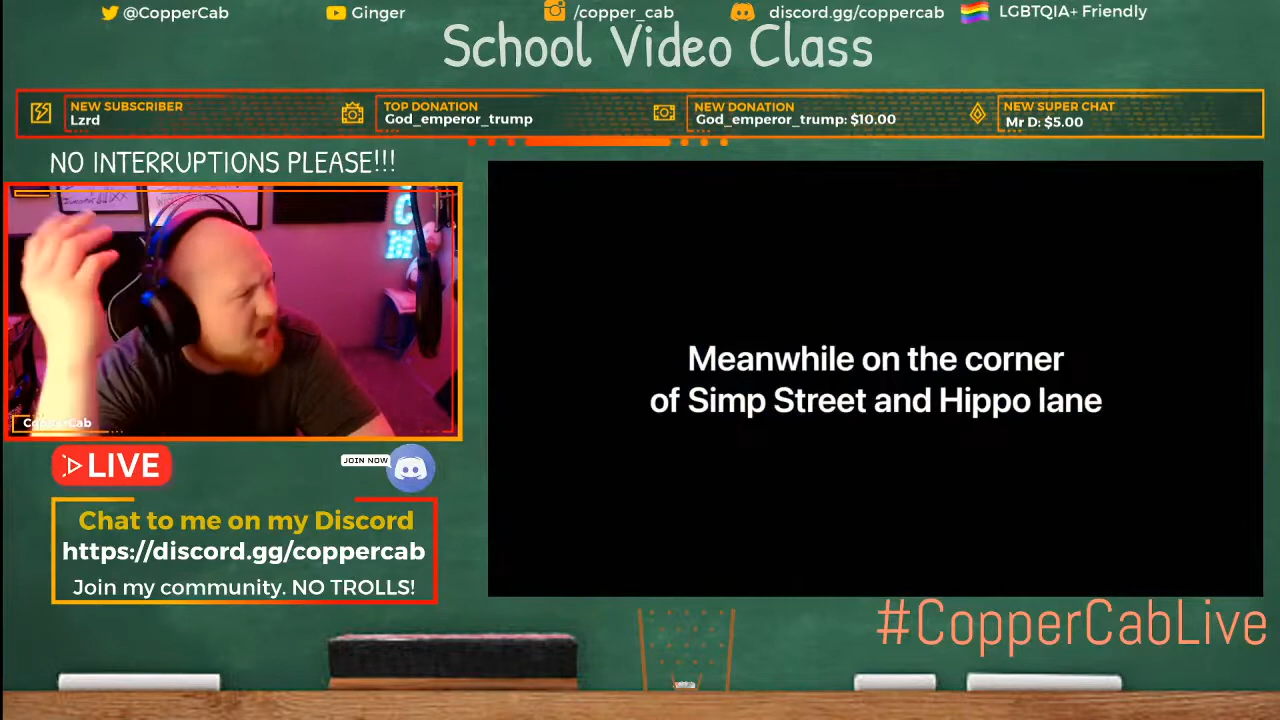 @CopperCab
Ginger
/copper_cab
discord.gg/coppercab
LGBTQIA+ Friendly
School Video Class
NEW SUBSCRIBER
Lzrd
TOP DONATION
God_emperor_trump
NEW DONATION
God_emperor_trump: $10.00
NEW SUPER CHAT
Mr D: $5.00
NO INTERRUPTIONS PLEASE!!!
CopperCab
Meanwhile on the corner
of Simp Street and Hippo lane
LIVE
JOIN NOW
Chat to me on my Discord
https://discord.gg/coppercab
Join my community. NO TROLLS!
#CopperCabLive